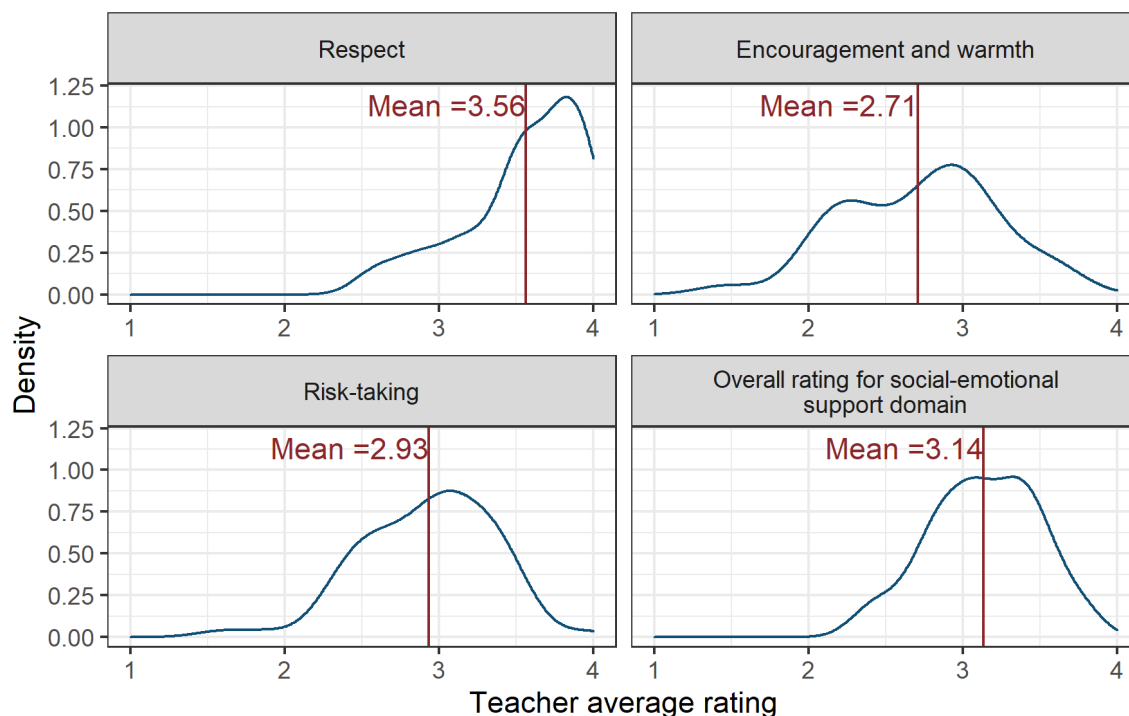 Respect
Encouragement and warmth
Mean =3.56
Mean =2.71
1.25
1.00
0.75
0.50
0.25
0.00
1 2 3 4
1 2 3 4
Density
Risk-taking
Overall rating for social-emotional
support domain
Mean =2.93
Mean =3.14
1.25
1.00
0.75
0.50
0.25
0.00
1 2 3 4
1 2 3 4
Teacher average rating